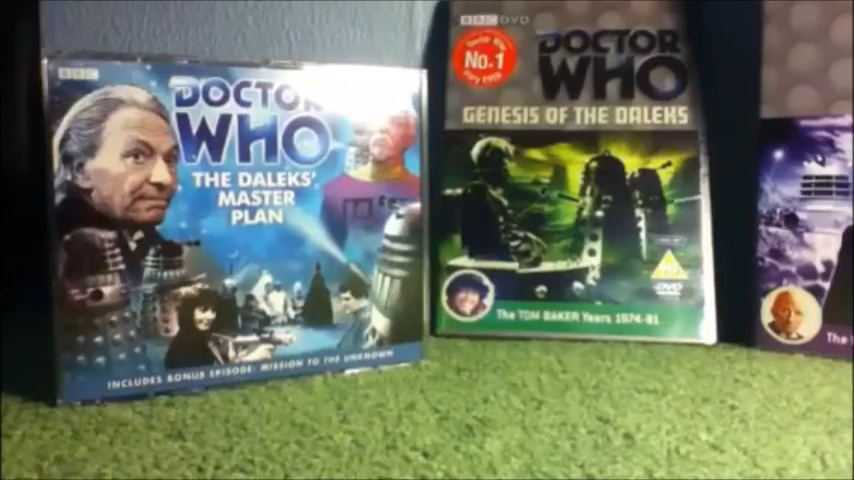 BBC
DOCTOR
WHO
THE DALEKS'
MASTER
PLAN
INCLUDES BONUS EPISODE: MISSION TO THE UNKNOWN
BBC DVD
No.1
DOCTOR
WHO
GENESIS OF THE DALEKS
PG
DVD
The TOM BAKER Years 1974-81
The